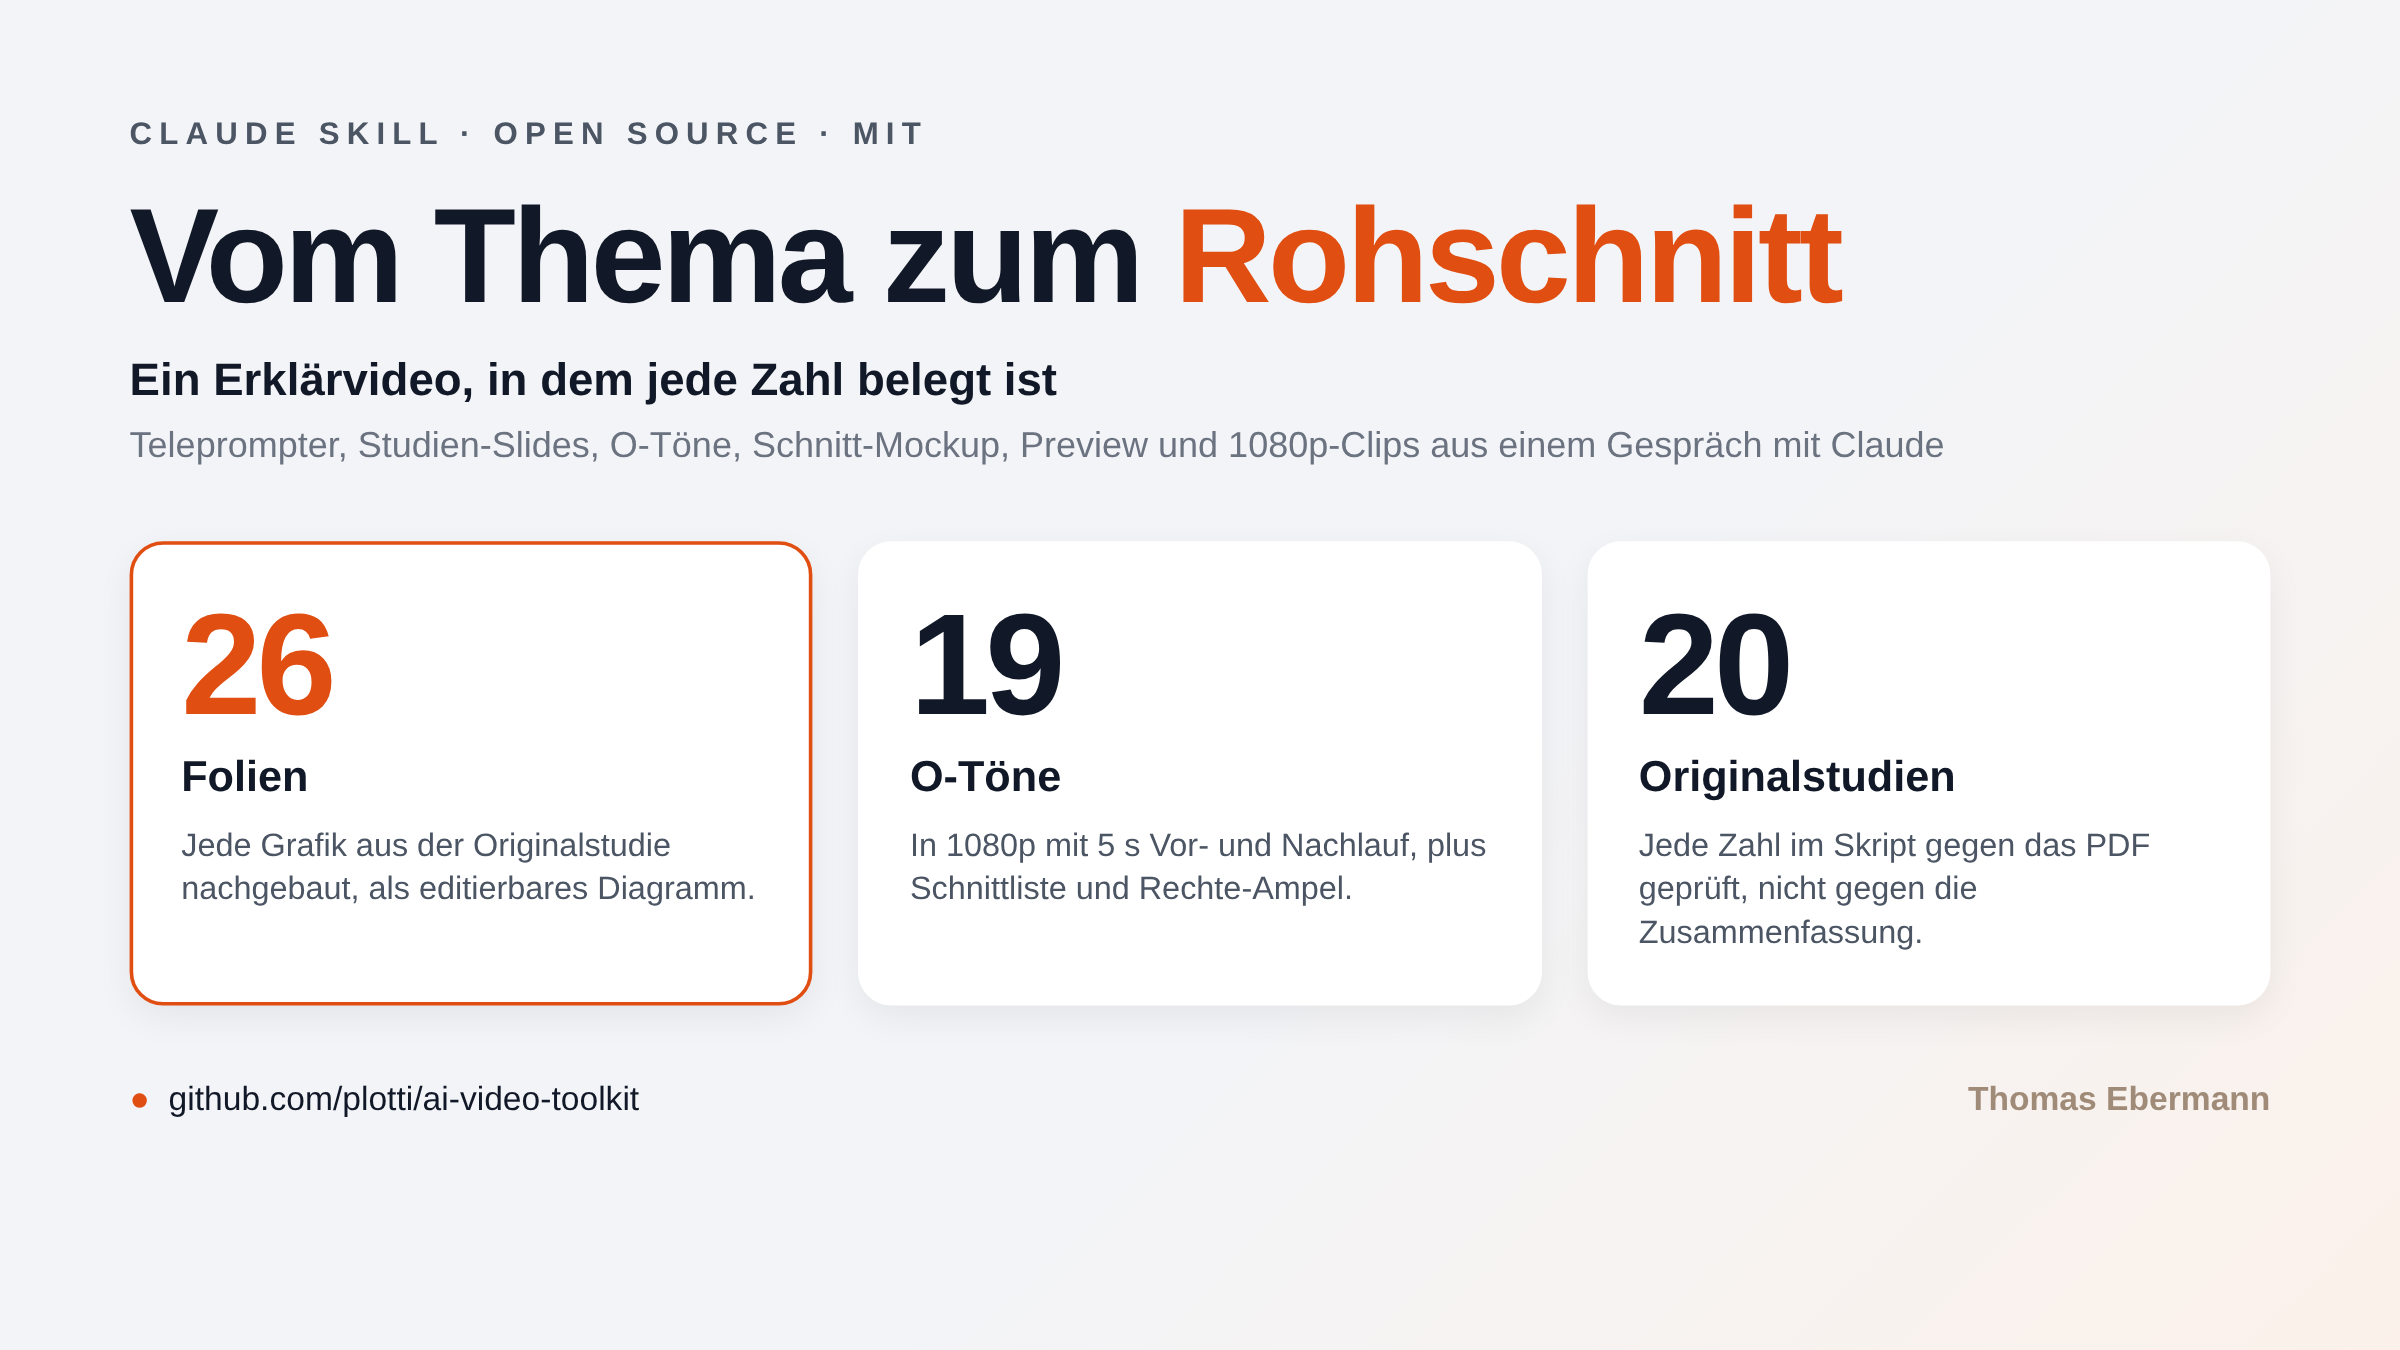 CLAUDE SKILL · OPEN SOURCE · MIT
Vom Thema zum Rohschnitt
Ein Erklärvideo, in dem jede Zahl belegt ist
Teleprompter, Studien-Slides, O-Töne, Schnitt-Mockup, Preview und 1080p-Clips aus einem Gespräch mit Claude
26
Folien
Jede Grafik aus der Originalstudie
nachgebaut, als editierbares Diagramm.
19
O-Töne
In 1080p mit 5 s Vor- und Nachlauf, plus
Schnittliste und Rechte-Ampel.
20
Originalstudien
Jede Zahl im Skript gegen das PDF
geprüft, nicht gegen die
Zusammenfassung.
github.com/plotti/ai-video-toolkit
Thomas Ebermann